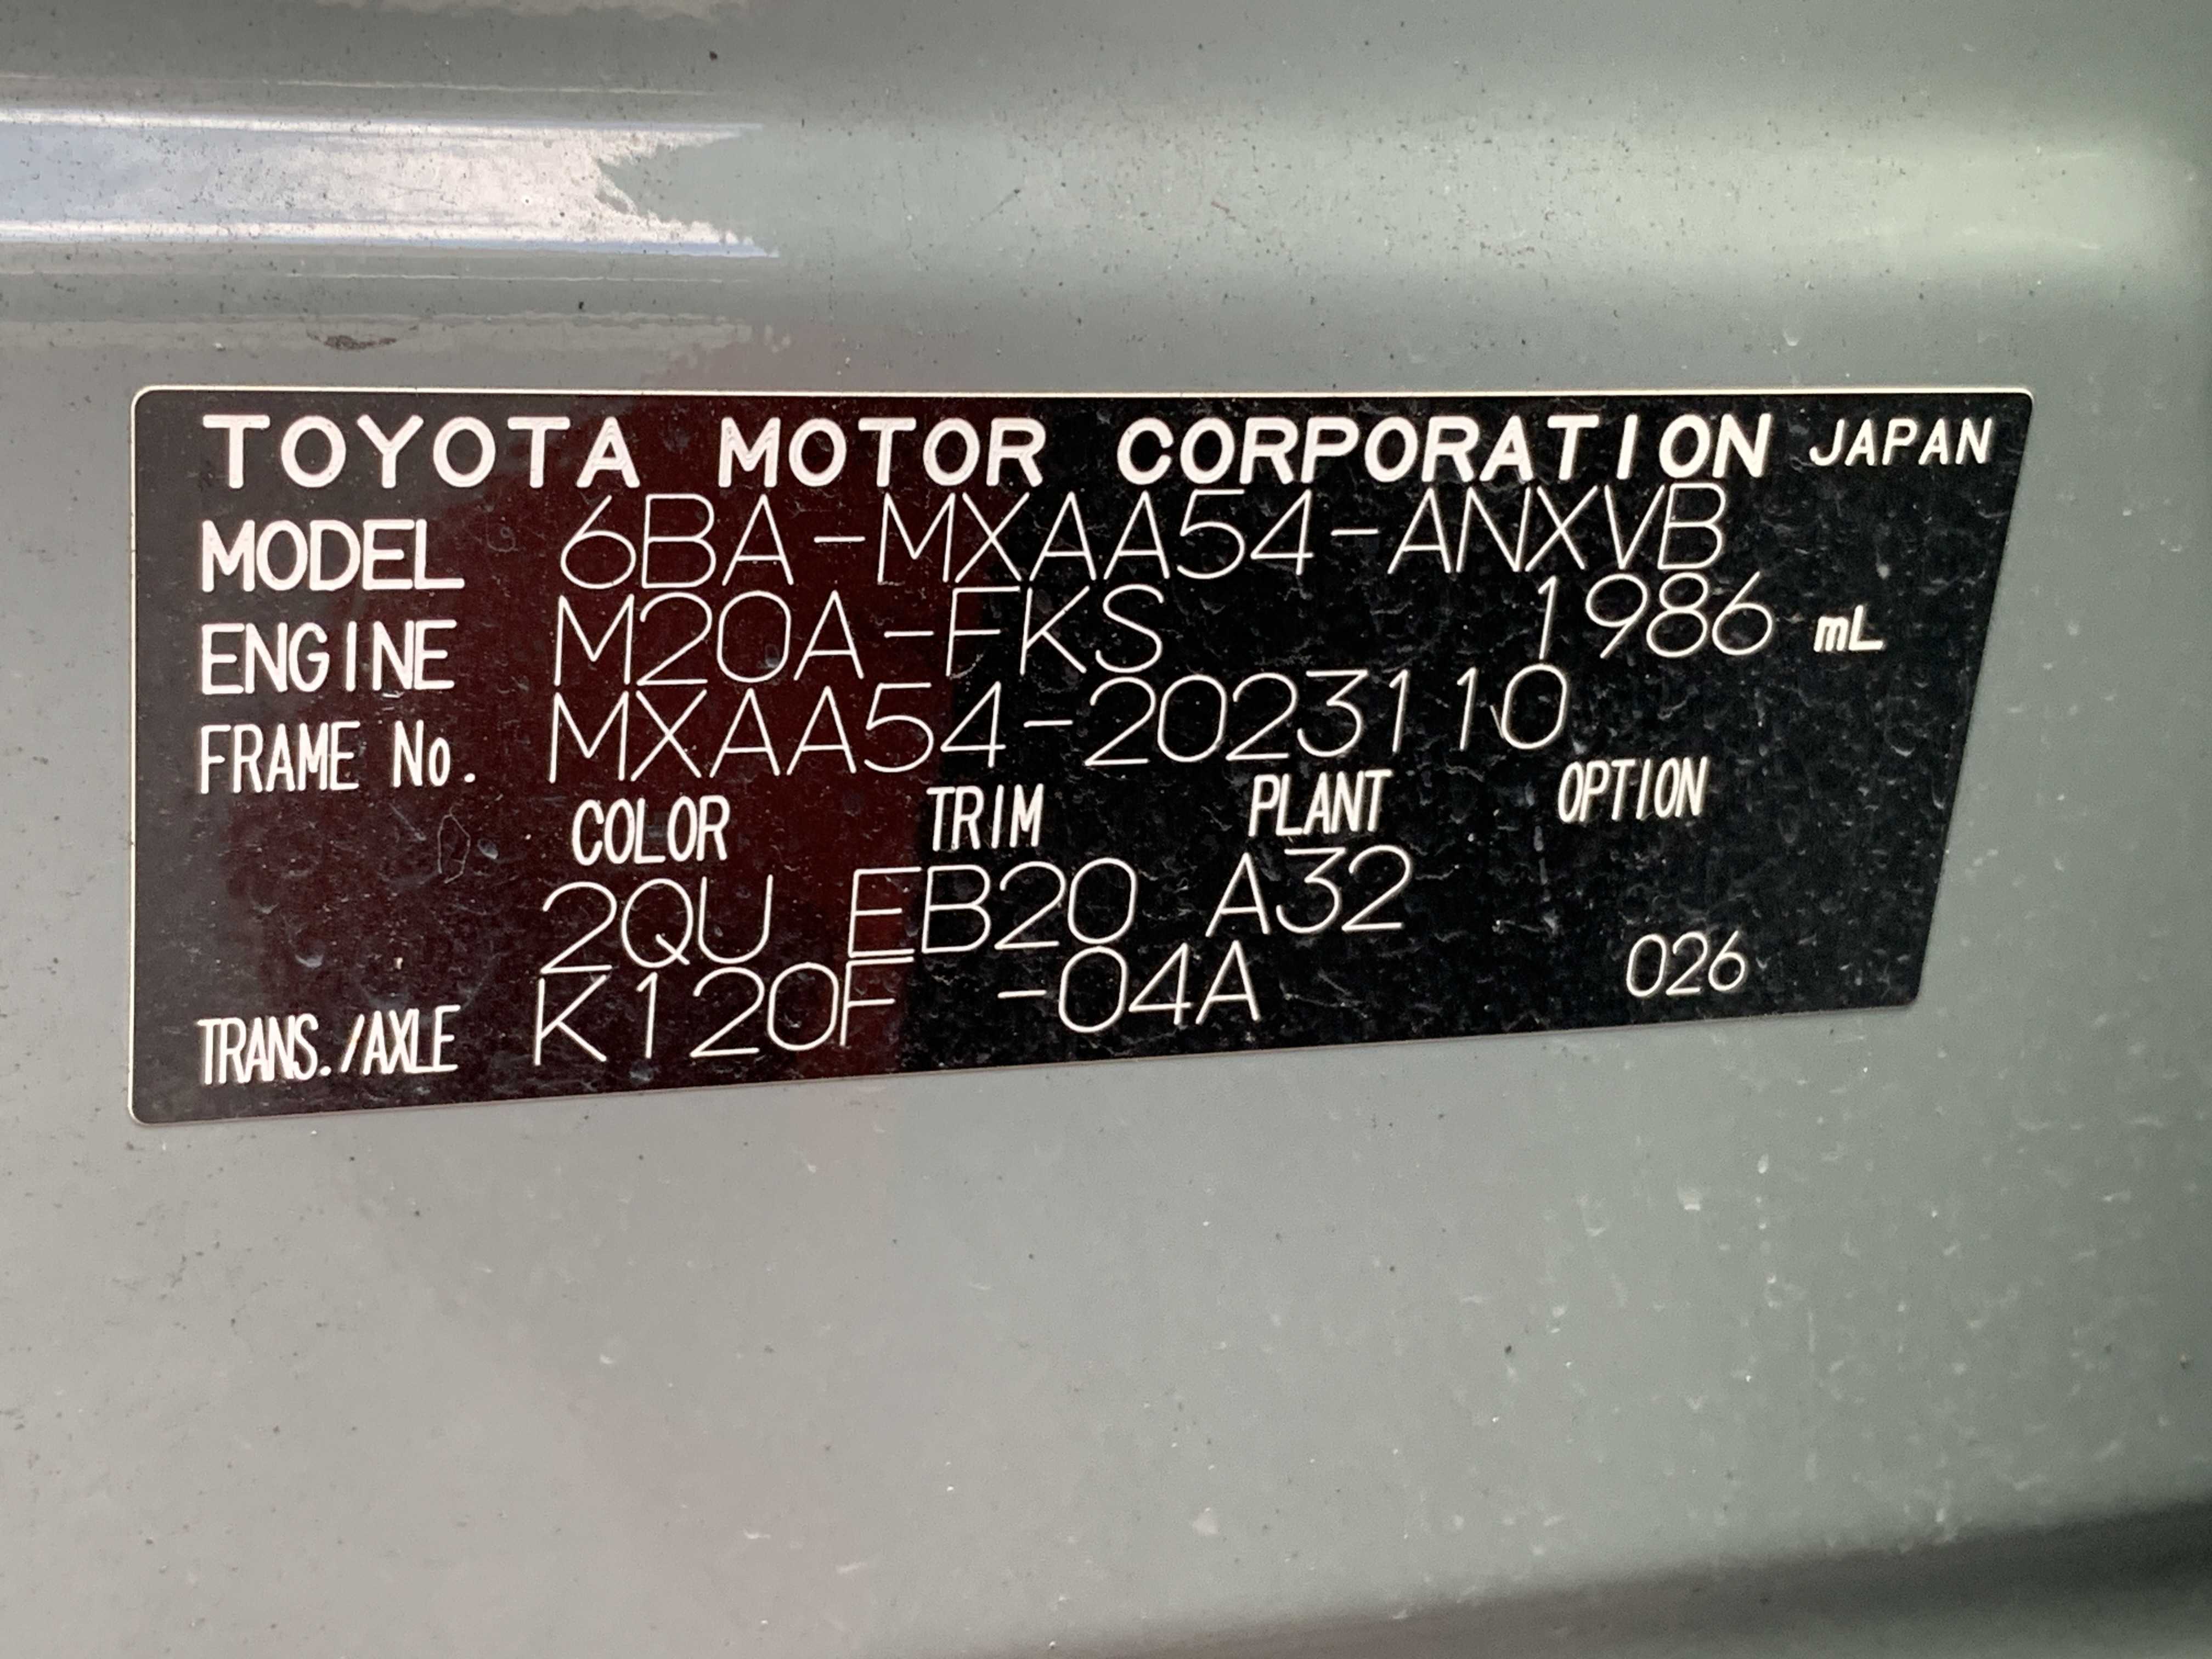 TOYOTA MOTOR CORPORATION JAPAN
MODEL 6BA-MXAA54-ANXVB
ENGINE M20A-FKS 1986 mL
FRAME No. MXAA54-2023110
COLOR TRIM PLANT OPTION
2QU EB20 A32
TRANS./AXLE K120F -04A 026